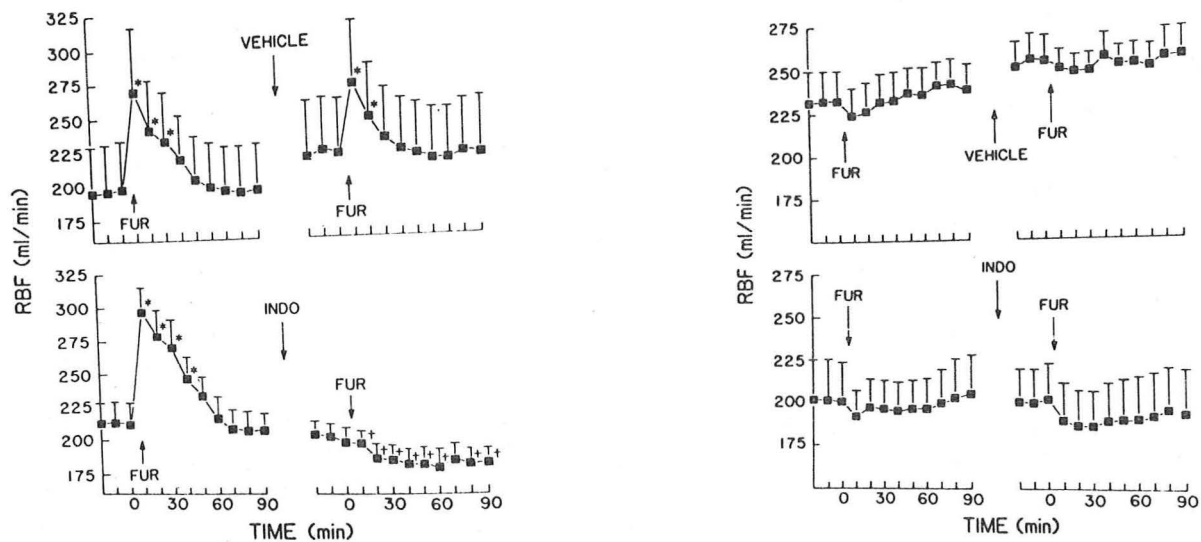 325
300
275
250
225
200
175
VEHICLE
FUR
FUR
* * * * *
RBF (ml/min)
325
300
275
250
225
200
175
INDO
FUR
FUR
* * * *
† † † † † † † †
0 30 60 90 0 30 60 90
TIME (min)
275
250
225
200
FUR
VEHICLE
FUR
RBF (ml/min)
275
250
225
200
175
150
FUR
INDO
FUR
0 30 60 90 0 30 60 90
TIME (min)